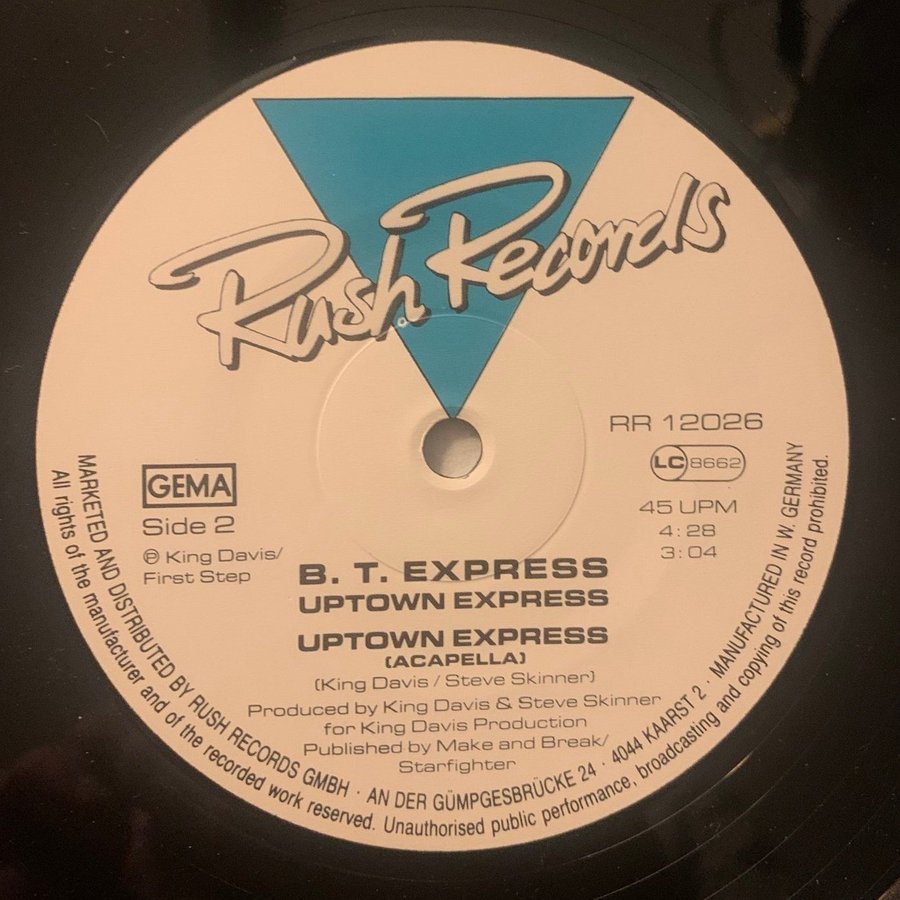 Rush Records
RR 12026
LC 8662
45 UPM
4:28
3:04
GEMA
Side 2
℗ King Davis/
First Step
B. T. EXPRESS
UPTOWN EXPRESS
UPTOWN EXPRESS
(ACAPELLA)
(King Davis / Steve Skinner)
Produced by King Davis & Steve Skinner
for King Davis Production
Published by Make and Break/
Starfighter
MARKETED AND DISTRIBUTED BY RUSH RECORDS GMBH · AN DER GÜMPGESBRÜCKE 24 · 4044 KAARST 2 · MANUFACTURED IN W. GERMANY
All rights of the manufacturer and of the recorded work reserved. Unauthorised public performance, broadcasting and copying of this record prohibited.